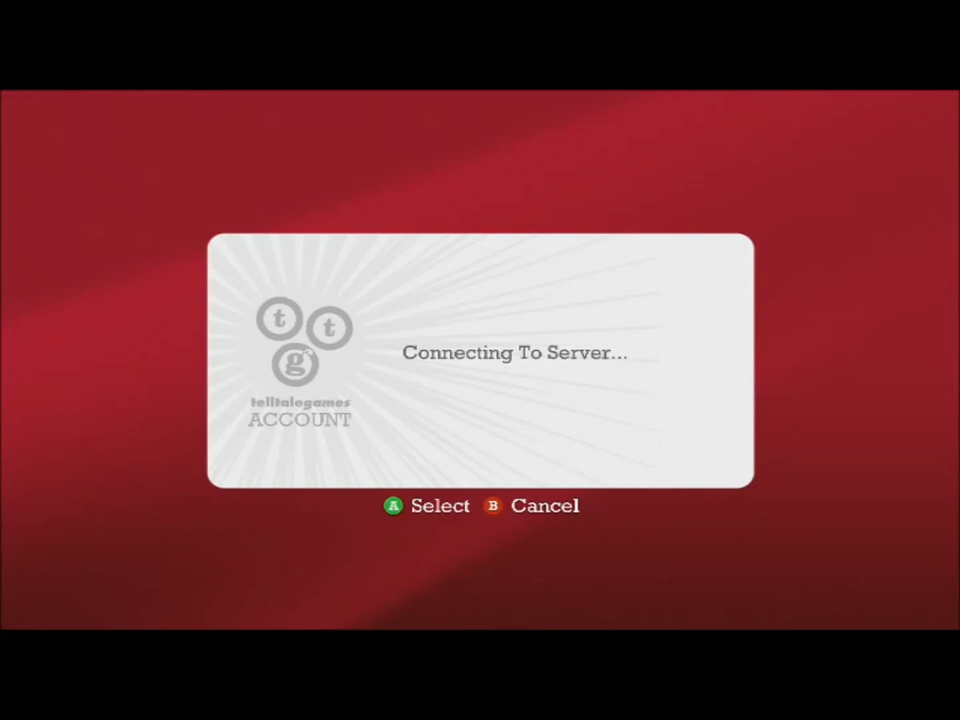 t t
g
Connecting To Server...
telltalegames
ACCOUNT
A Select B Cancel